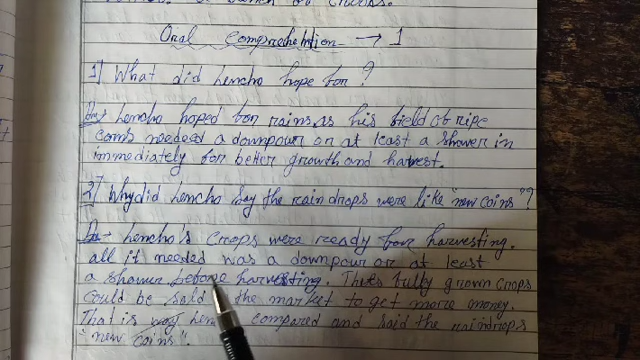 Oral Comprehension → 1
1) What did Lencho hope for?
Ans- Lencho hoped for rains as his field of ripe
corns needed a downpour or at least a shower in
immediately for better growth and harvest.
2) Why did Lencho say the rain drops were like "new coins"?
Ans- Lencho's crops were ready for harvesting.
all it needed was a downpour or at least
a shower before harvesting. Thus fully grown crops
could be sold the market to get more money.
That is way compared and said the raindrops
"new coins".